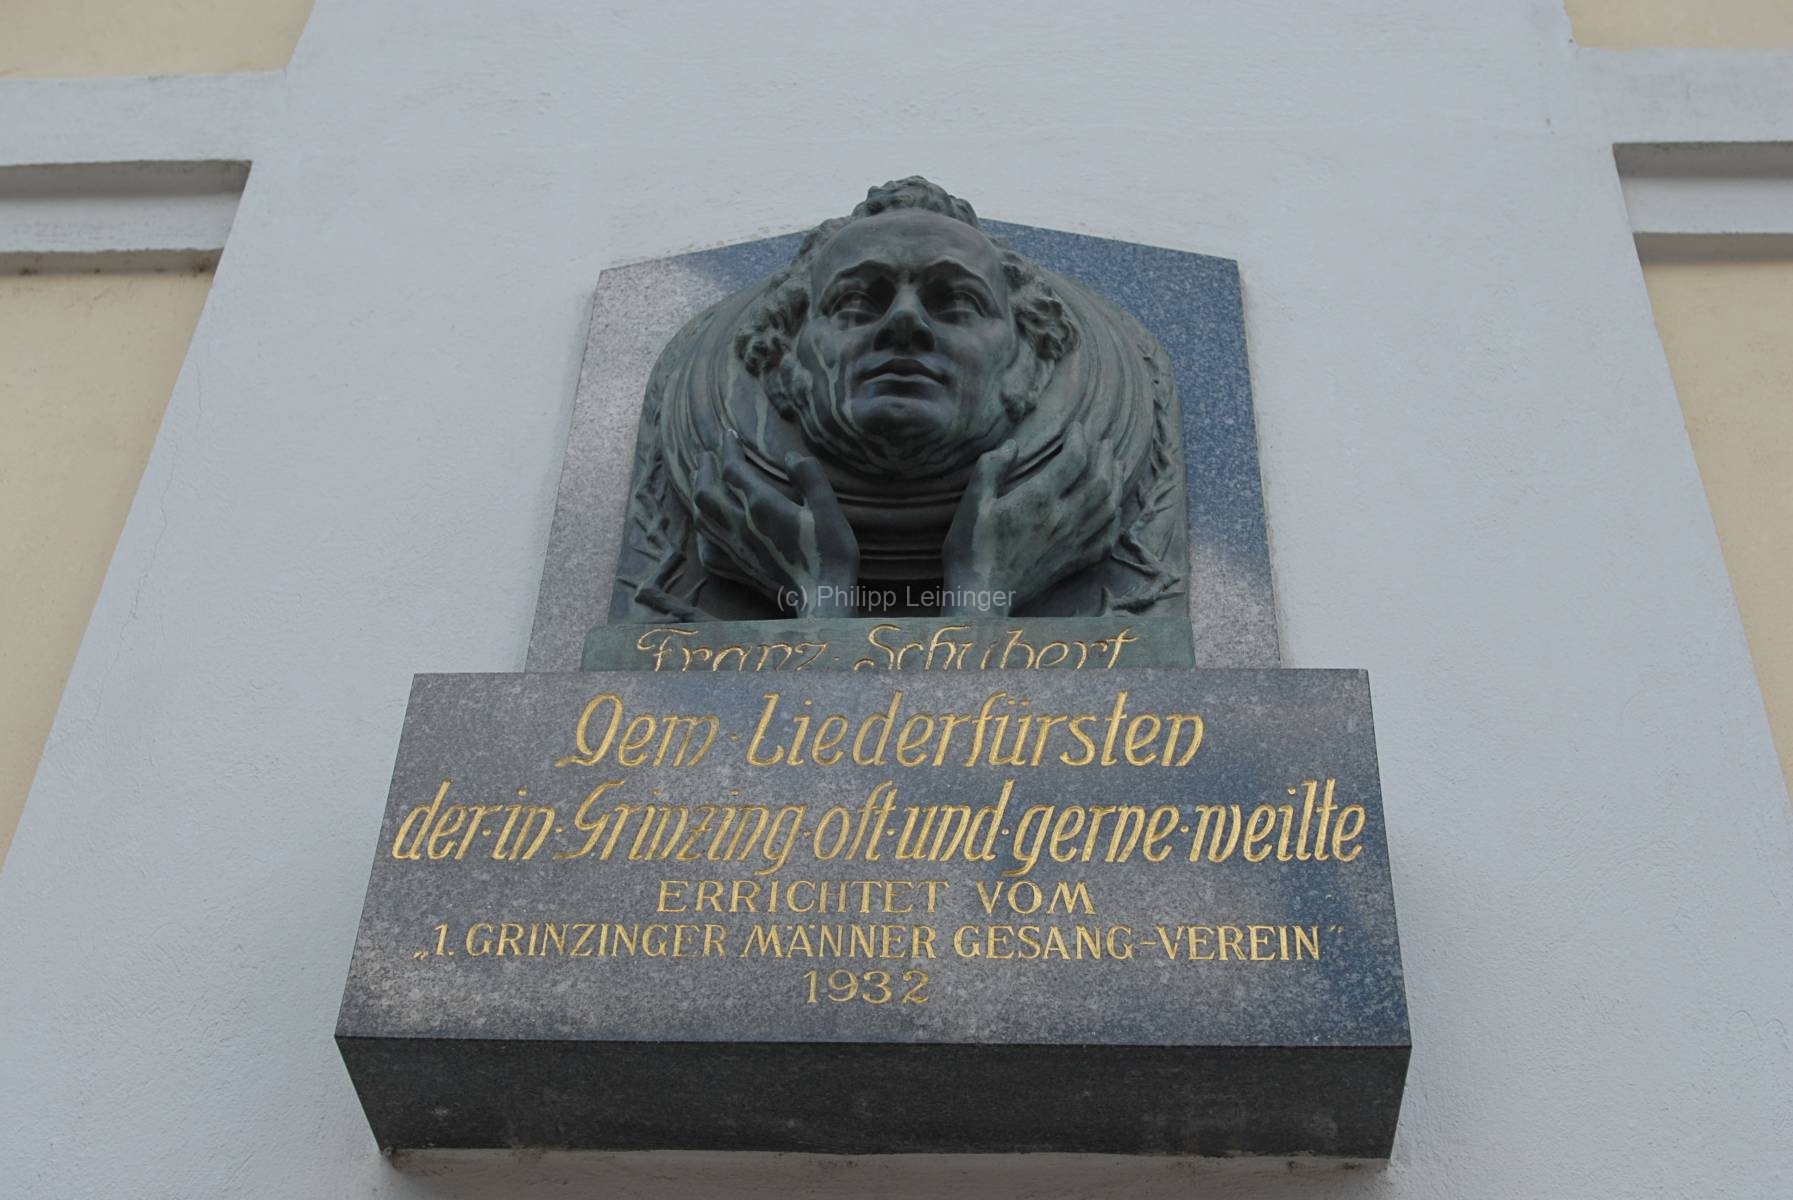 (c) Philipp Leininger
Franz · Schubert
Dem · Liederfürsten
der · in · Grinzing · oft · und · gerne · weilte
ERRICHTET VOM
„1. GRINZINGER MÄNNER GESANG-VEREIN"
1932